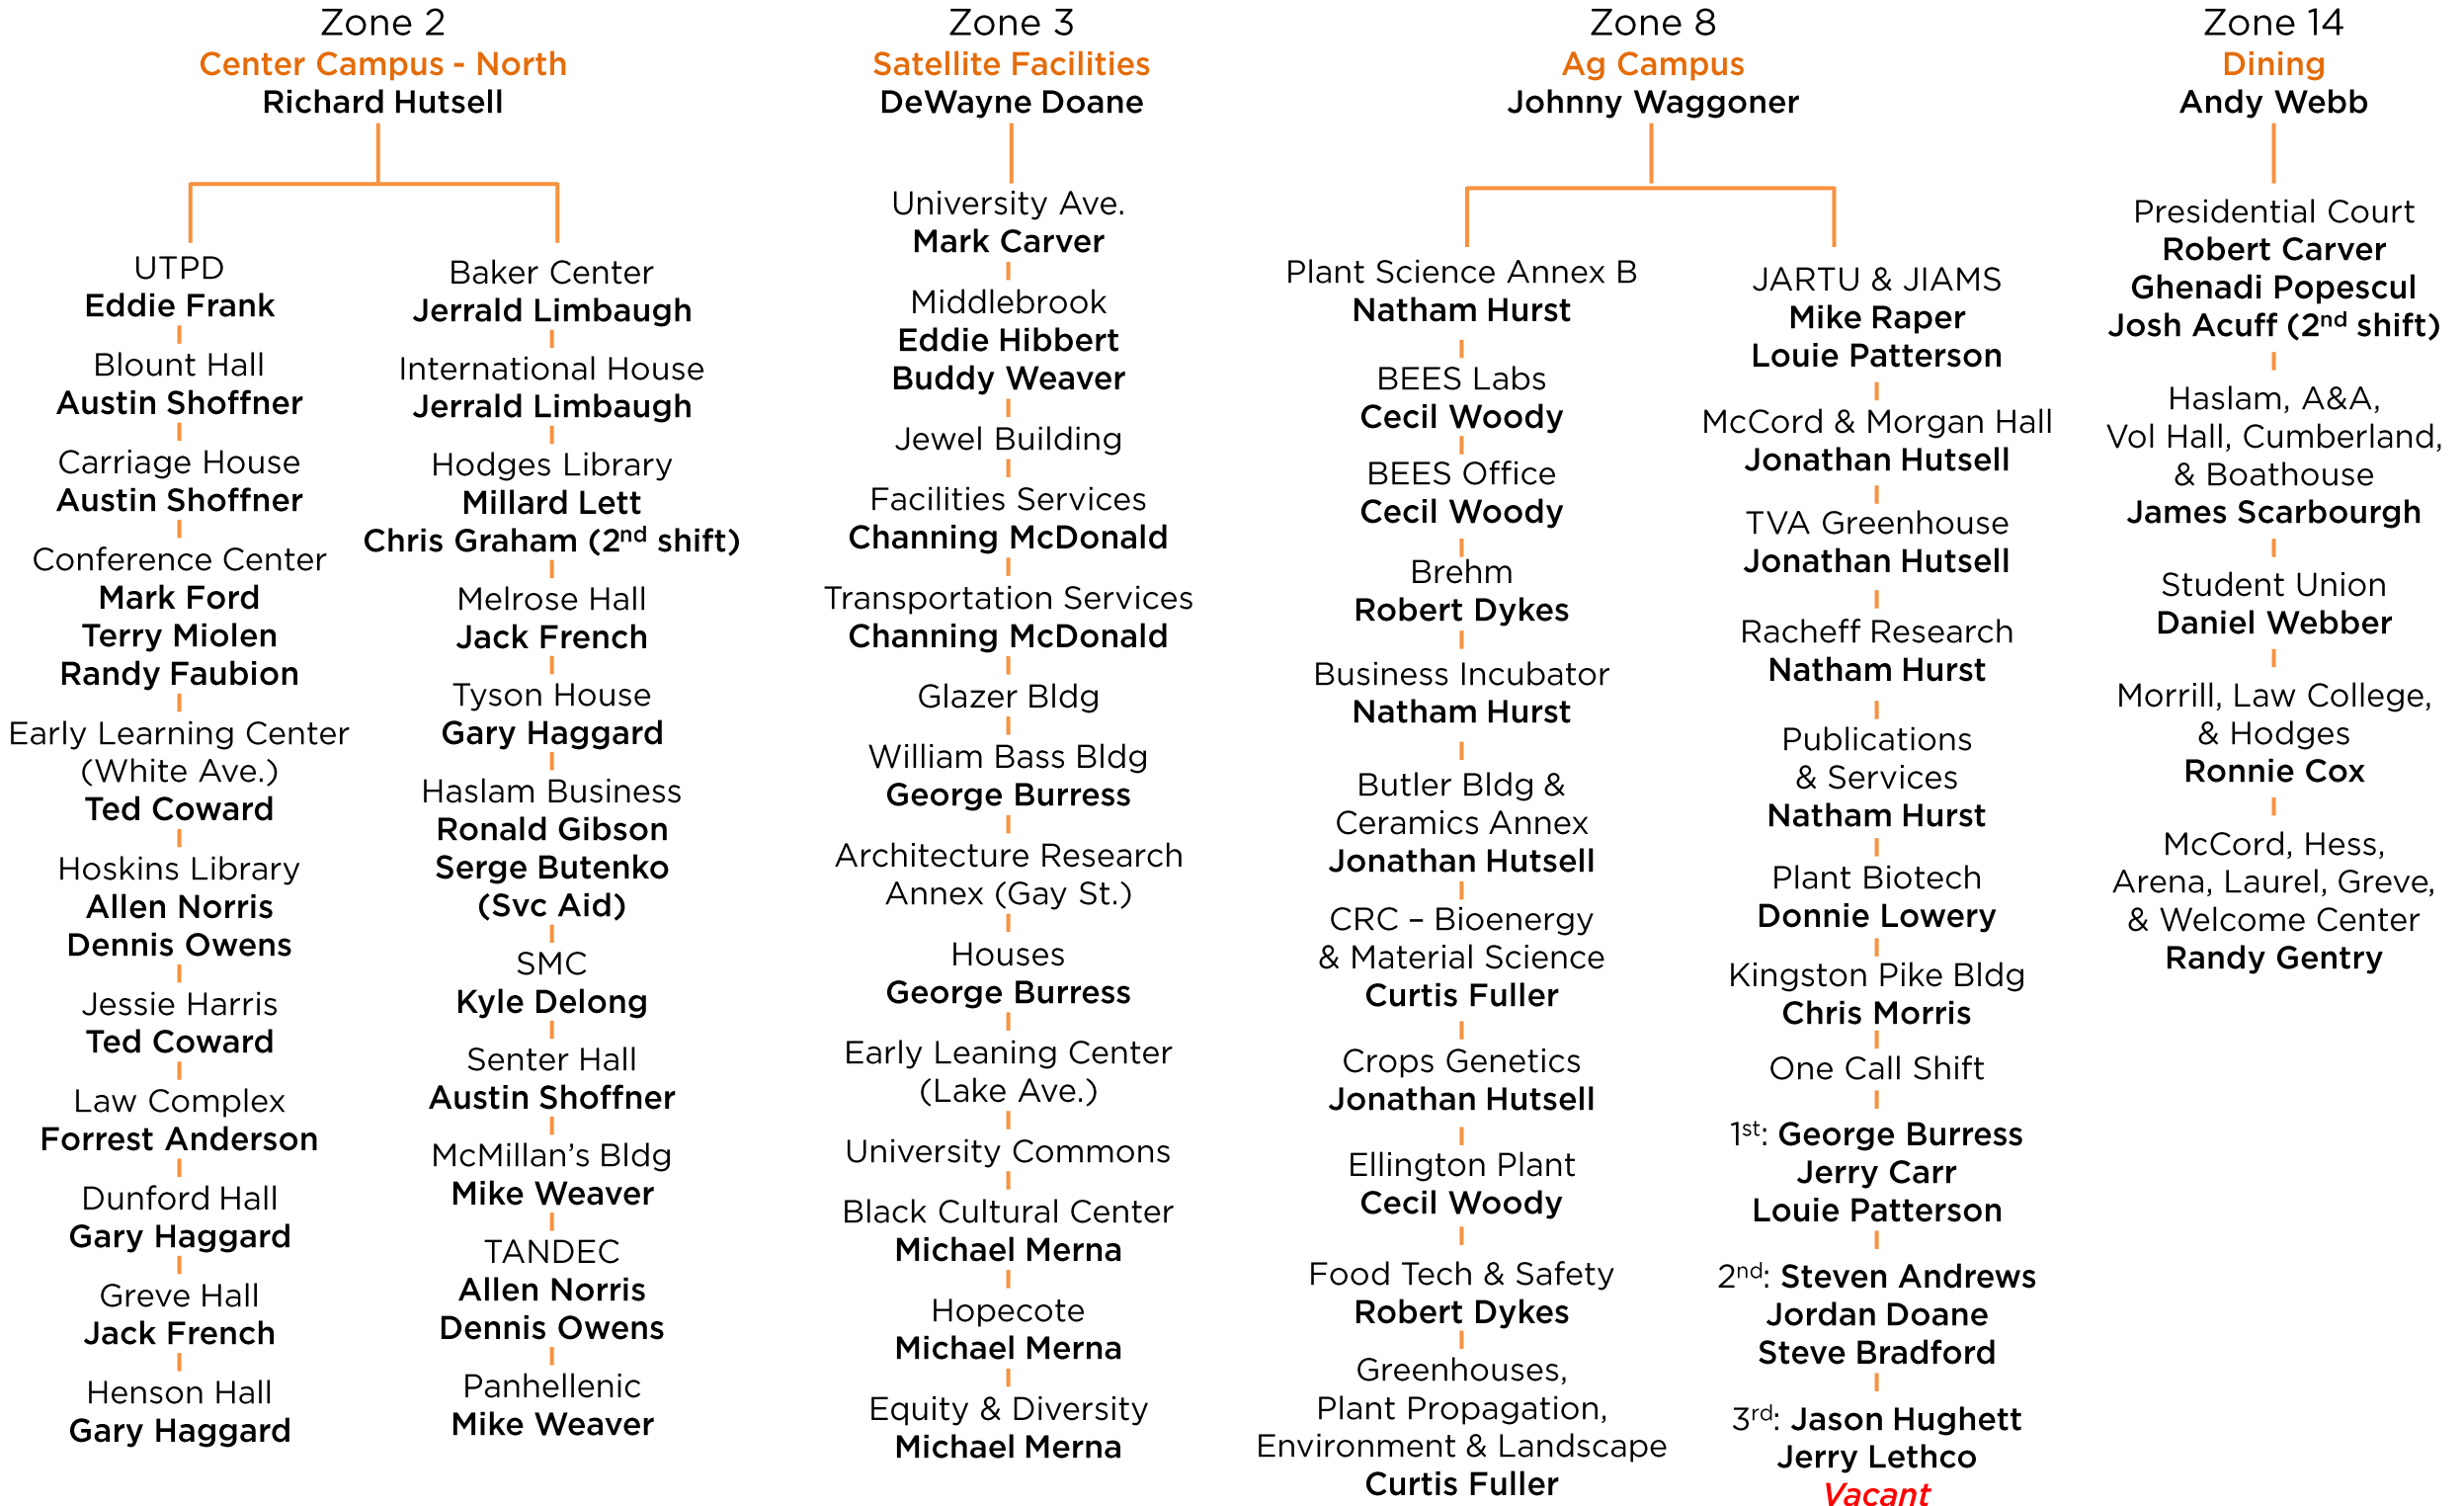 Zone 2
Center Campus - North
Richard Hutsell
UTPD
Eddie Frank
Blount Hall
Austin Shoffner
Carriage House
Austin Shoffner
Conference Center
Mark Ford
Terry Miolen
Randy Faubion
Early Learning Center
(White Ave.)
Ted Coward
Hoskins Library
Allen Norris
Dennis Owens
Jessie Harris
Ted Coward
Law Complex
Forrest Anderson
Dunford Hall
Gary Haggard
Greve Hall
Jack French
Henson Hall
Gary Haggard
Baker Center
Jerrald Limbaugh
International House
Jerrald Limbaugh
Hodges Library
Millard Lett
Chris Graham (2nd shift)
Melrose Hall
Jack French
Tyson House
Gary Haggard
Haslam Business
Ronald Gibson
Serge Butenko
(Svc Aid)
SMC
Kyle Delong
Senter Hall
Austin Shoffner
McMillan’s Bldg
Mike Weaver
TANDEC
Allen Norris
Dennis Owens
Panhellenic
Mike Weaver
Zone 3
Satellite Facilities
DeWayne Doane
University Ave.
Mark Carver
Middlebrook
Eddie Hibbert
Buddy Weaver
Jewel Building
Facilities Services
Channing McDonald
Transportation Services
Channing McDonald
Glazer Bldg
William Bass Bldg
George Burress
Architecture Research
Annex (Gay St.)
Houses
George Burress
Early Leaning Center
(Lake Ave.)
University Commons
Black Cultural Center
Michael Merna
Hopecote
Michael Merna
Equity & Diversity
Michael Merna
Zone 8
Ag Campus
Johnny Waggoner
Plant Science Annex B
Natham Hurst
BEES Labs
Cecil Woody
BEES Office
Cecil Woody
Brehm
Robert Dykes
Business Incubator
Natham Hurst
Butler Bldg &
Ceramics Annex
Jonathan Hutsell
CRC – Bioenergy
& Material Science
Curtis Fuller
Crops Genetics
Jonathan Hutsell
Ellington Plant
Cecil Woody
Food Tech & Safety
Robert Dykes
Greenhouses,
Plant Propagation,
Environment & Landscape
Curtis Fuller
JARTU & JIAMS
Mike Raper
Louie Patterson
McCord & Morgan Hall
Jonathan Hutsell
TVA Greenhouse
Jonathan Hutsell
Racheff Research
Natham Hurst
Publications
& Services
Natham Hurst
Plant Biotech
Donnie Lowery
Kingston Pike Bldg
Chris Morris
One Call Shift
1st: George Burress
Jerry Carr
Louie Patterson
2nd: Steven Andrews
Jordan Doane
Steve Bradford
3rd: Jason Hughett
Jerry Lethco
Vacant
Zone 14
Dining
Andy Webb
Presidential Court
Robert Carver
Ghenadi Popescul
Josh Acuff (2nd shift)
Haslam, A&A,
Vol Hall, Cumberland,
& Boathouse
James Scarbourgh
Student Union
Daniel Webber
Morrill, Law College,
& Hodges
Ronnie Cox
McCord, Hess,
Arena, Laurel, Greve,
& Welcome Center
Randy Gentry